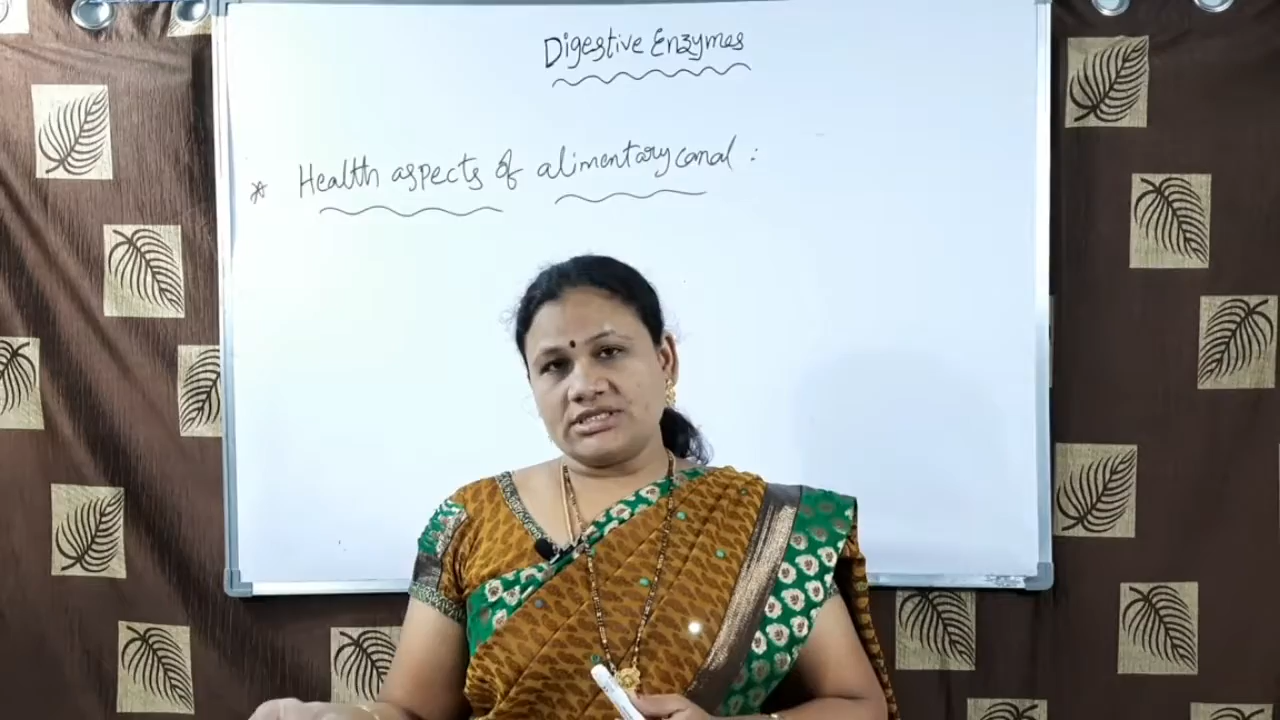 Digestive Enzymes
* Health aspects of alimentary canal :